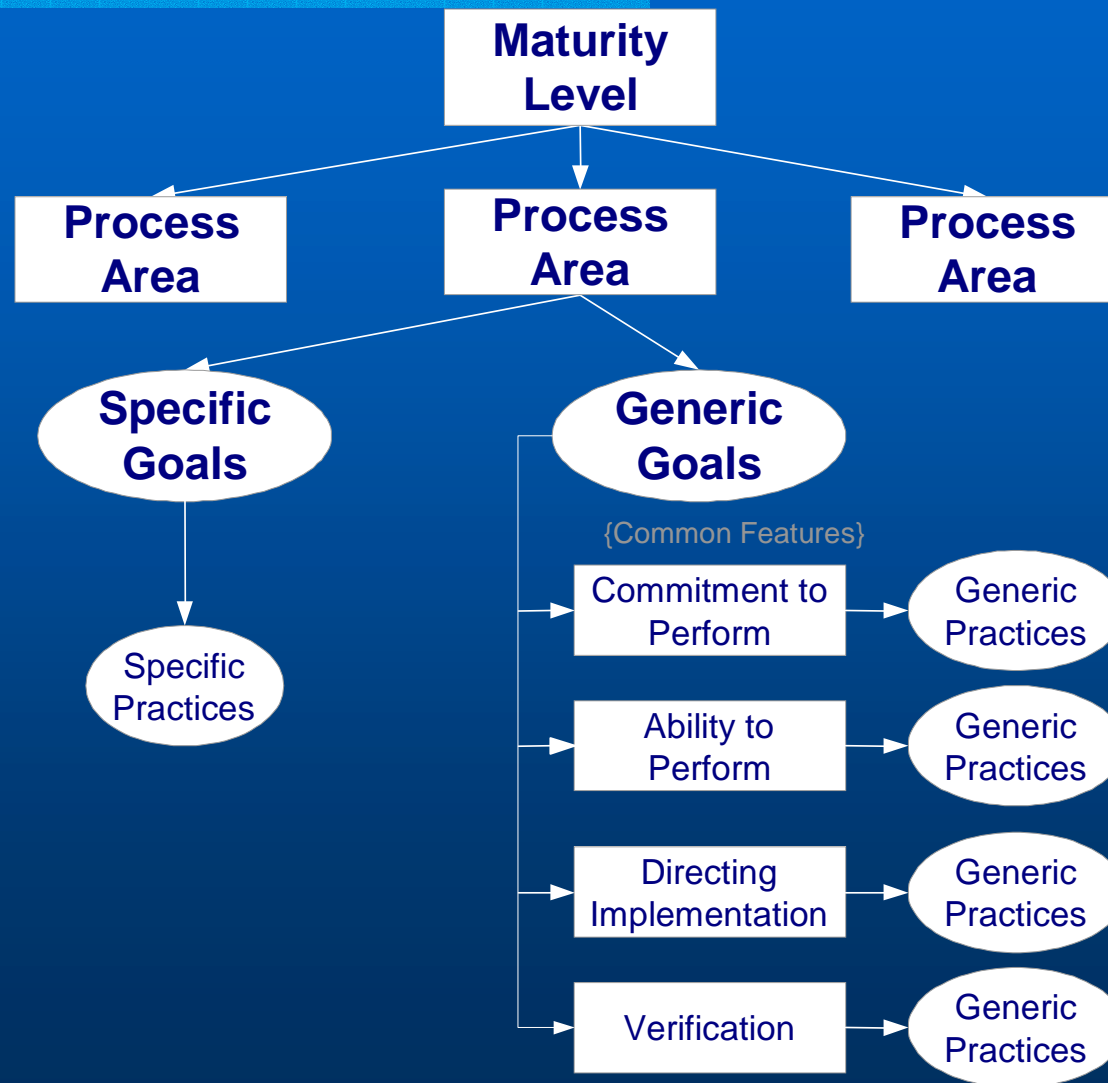 Maturity
Level
Process
Area
Process
Area
Process
Area
Specific
Goals
Generic
Goals
{Common Features}
Commitment to
Perform
Generic
Practices
Specific
Practices
Ability to
Perform
Generic
Practices
Directing
Implementation
Generic
Practices
Verification
Generic
Practices